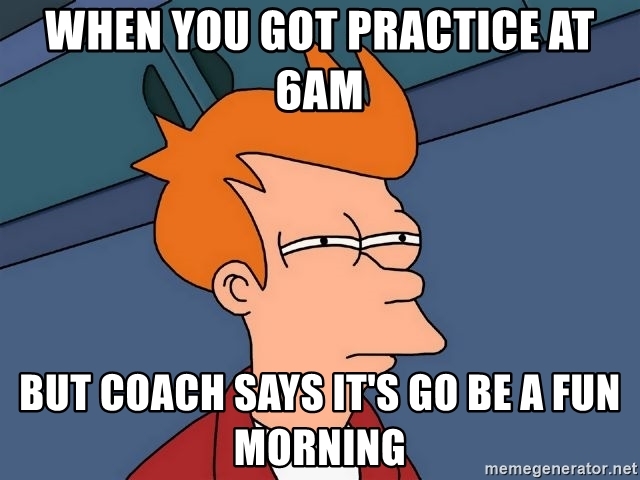 WHEN YOU GOT PRACTICE AT
6AM
BUT COACH SAYS IT'S GO BE A FUN
MORNING
memegenerator.net